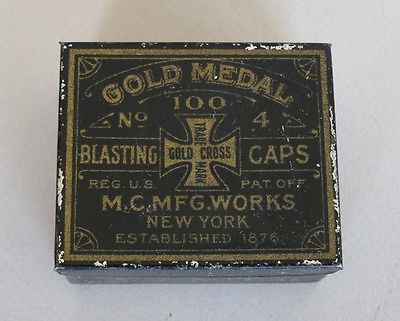 GOLD MEDAL
100
No 4
TRADE MARK
GOLD CROSS
BLASTING CAPS
REG. U.S. PAT. OFF
M.C. MFG. WORKS
NEW YORK
ESTABLISHED 1876